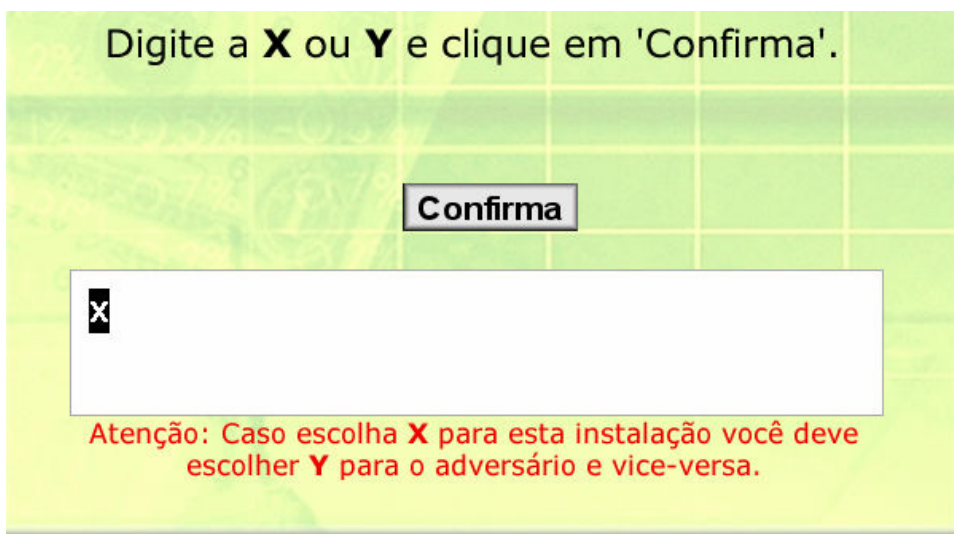 Digite a X ou Y e clique em 'Confirma'.
Confirma
X
Atenção: Caso escolha X para esta instalação você deve
escolher Y para o adversário e vice-versa.